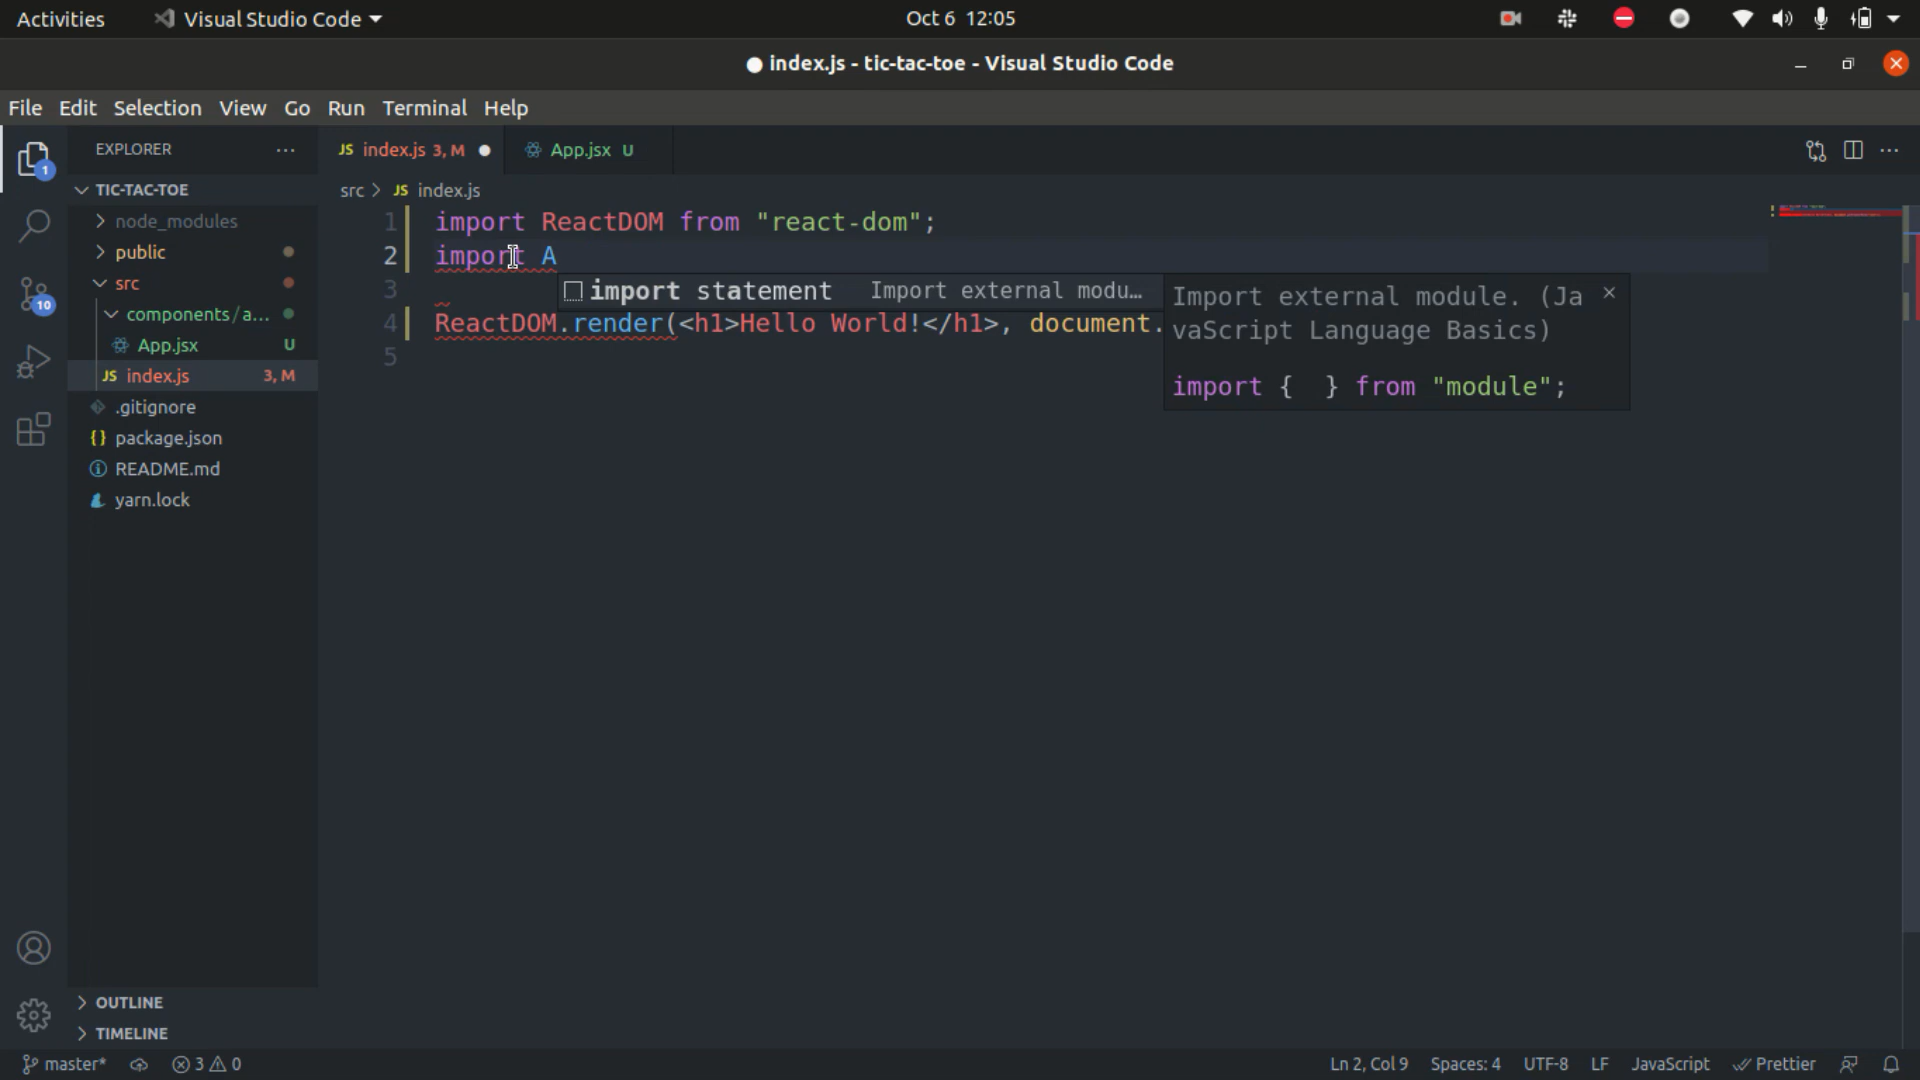 Activities Visual Studio Code Oct 6 12:05
● index.js - tic-tac-toe - Visual Studio Code
File Edit Selection View Go Run Terminal Help
EXPLORER
index.js 3, M
App.jsx U
TIC-TAC-TOE
node_modules
public
src
components/a...
App.jsx U
index.js 3, M
.gitignore
package.json
README.md
yarn.lock
OUTLINE
TIMELINE
1
10
src > JS index.js
1 import ReactDOM from "react-dom";
2 import A
3
4 ReactDOM.render(<h1>Hello World!</h1>, document.
5
import statement Import external modu…
Import external module. (Ja
vaScript Language Basics)
import { } from "module";
master* 3 0 Ln 2, Col 9 Spaces: 4 UTF-8 LF JavaScript Prettier